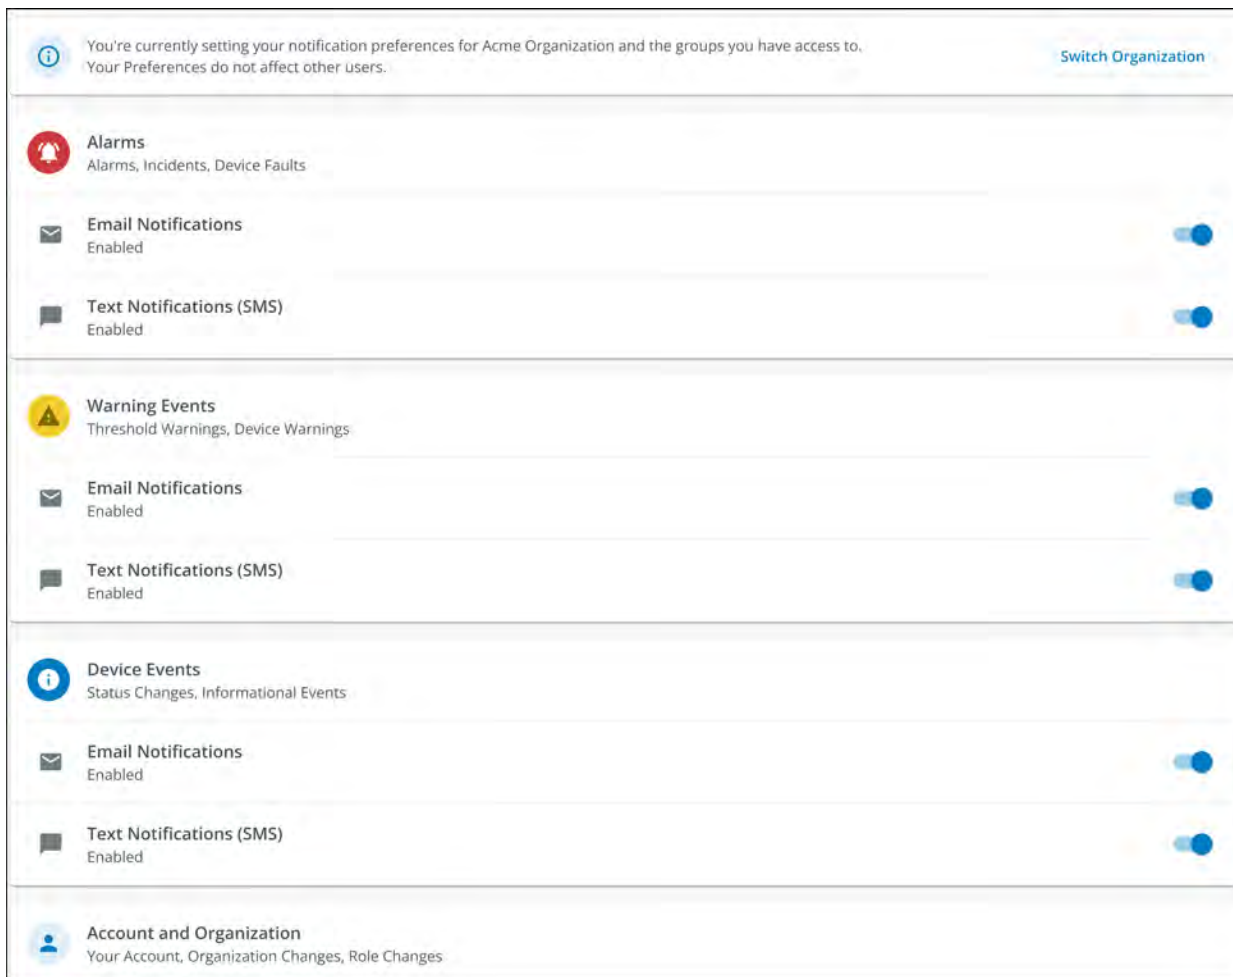 You're currently setting your notification preferences for Acme Organization and the groups you have access to.
Your Preferences do not affect other users.
Switch Organization
Alarms
Alarms, Incidents, Device Faults
Email Notifications
Enabled
Text Notifications (SMS)
Enabled
Warning Events
Threshold Warnings, Device Warnings
Email Notifications
Enabled
Text Notifications (SMS)
Enabled
Device Events
Status Changes, Informational Events
Email Notifications
Enabled
Text Notifications (SMS)
Enabled
Account and Organization
Your Account, Organization Changes, Role Changes